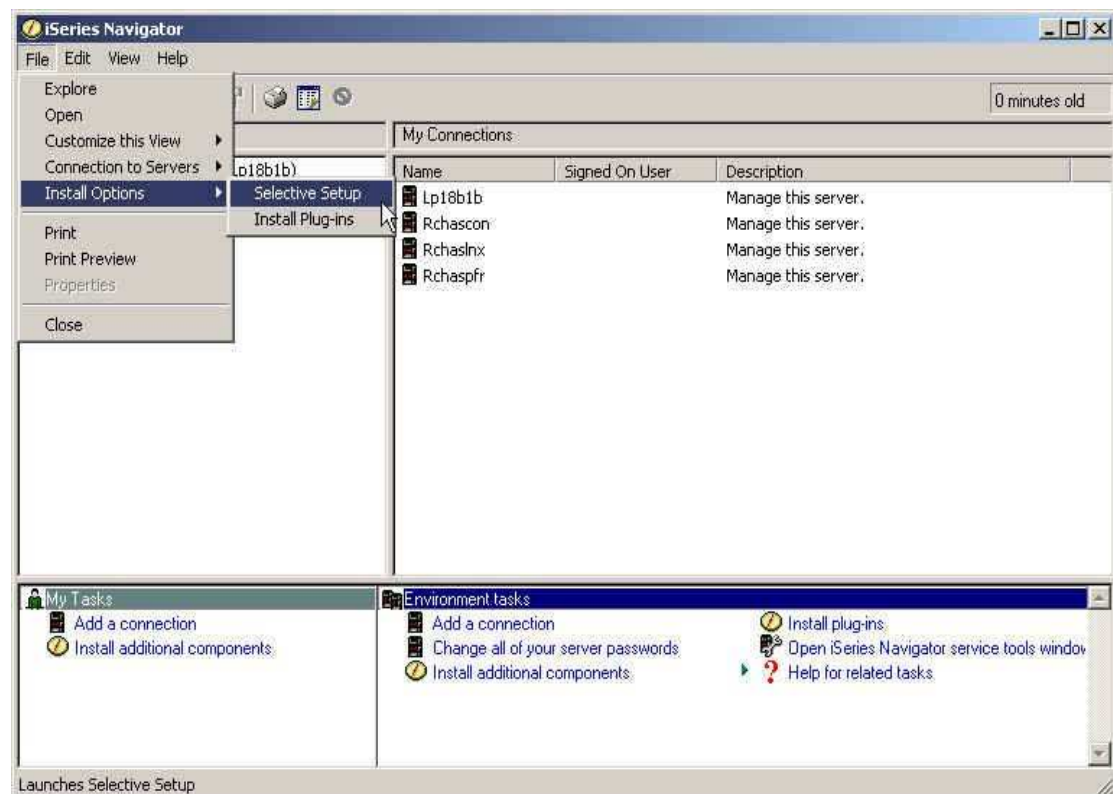 iSeries Navigator
File Edit View Help
0 minutes old
Explore
Open
Customize this View
Connection to Servers
Install Options
Print
Print Preview
Properties
Close
Selective Setup
Install Plug-ins
Lp18b1b)
My Connections
Name Signed On User Description
Lp18b1b Manage this server.
Rchascon Manage this server.
Rchaslnx Manage this server.
Rchaspfr Manage this server.
My Tasks
Add a connection
Install additional components
Environment tasks
Add a connection
Change all of your server passwords
Install additional components
Install plug-ins
Open iSeries Navigator service tools window
Help for related tasks
Launches Selective Setup